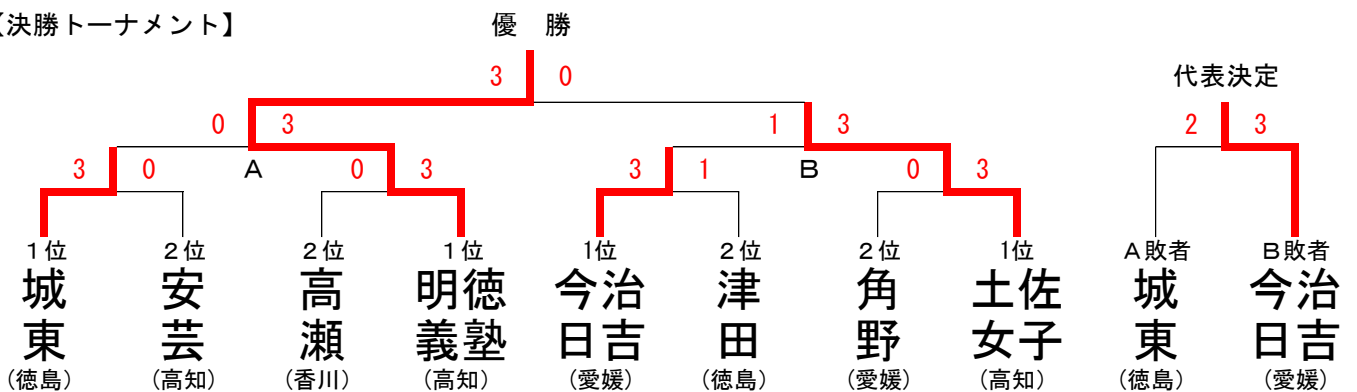 【決勝トーナメント】
優 勝
3 0
代表決定
0 3 1 3 2 3
3 0 A 0 3 3 1 B 0 3
1位 2位 2位 1位 1位 2位 2位 1位 A敗者 B敗者
城東 安芸 高瀬 明徳義塾 今治日吉 津田 角野 土佐女子 城東 今治日吉
(徳島) (高知) (香川) (高知) (愛媛) (徳島) (愛媛) (高知) (徳島) (愛媛)